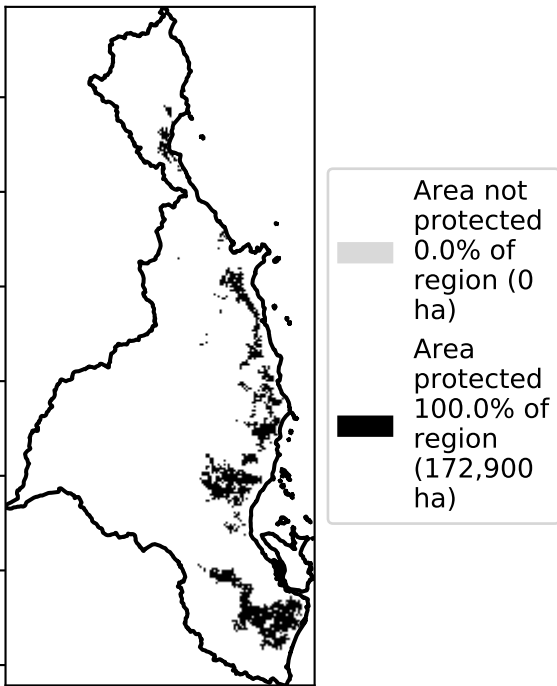 Area not
protected
0.0% of
region (0
ha)
Area
protected
100.0% of
region
(172,900
ha)